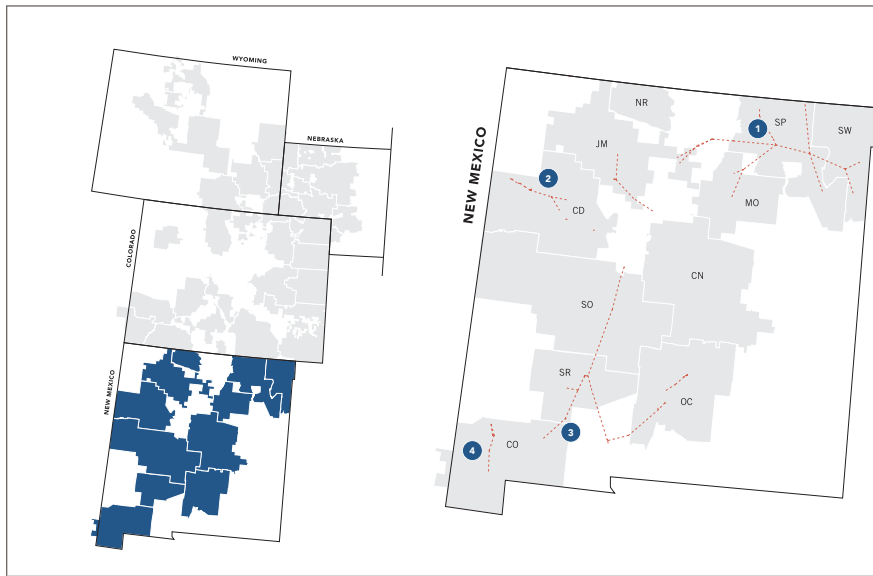 WYOMING
NEBRASKA
COLORADO
NEW MEXICO
NEW MEXICO
NR
SP
SW
1
JM
2
MO
CD
CN
SO
SR
OC
3
CO
4